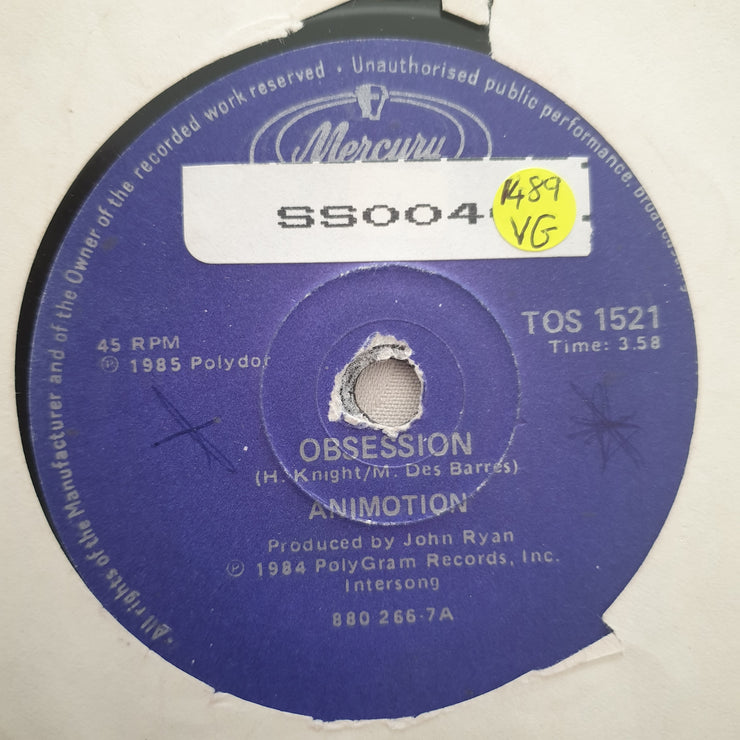 · All rights of the Manufacturer and of the Owner of the recorded work reserved · Unauthorised public performance, broadcasting
Mercury
SS004
K489
VG
TOS 1521
Time: 3.58
45 RPM
℗ 1985 Polydor
OBSESSION
(H. Knight/M. Des Barres)
ANIMOTION
Produced by John Ryan
℗ 1984 PolyGram Records, Inc.
Intersong
880 266-7A